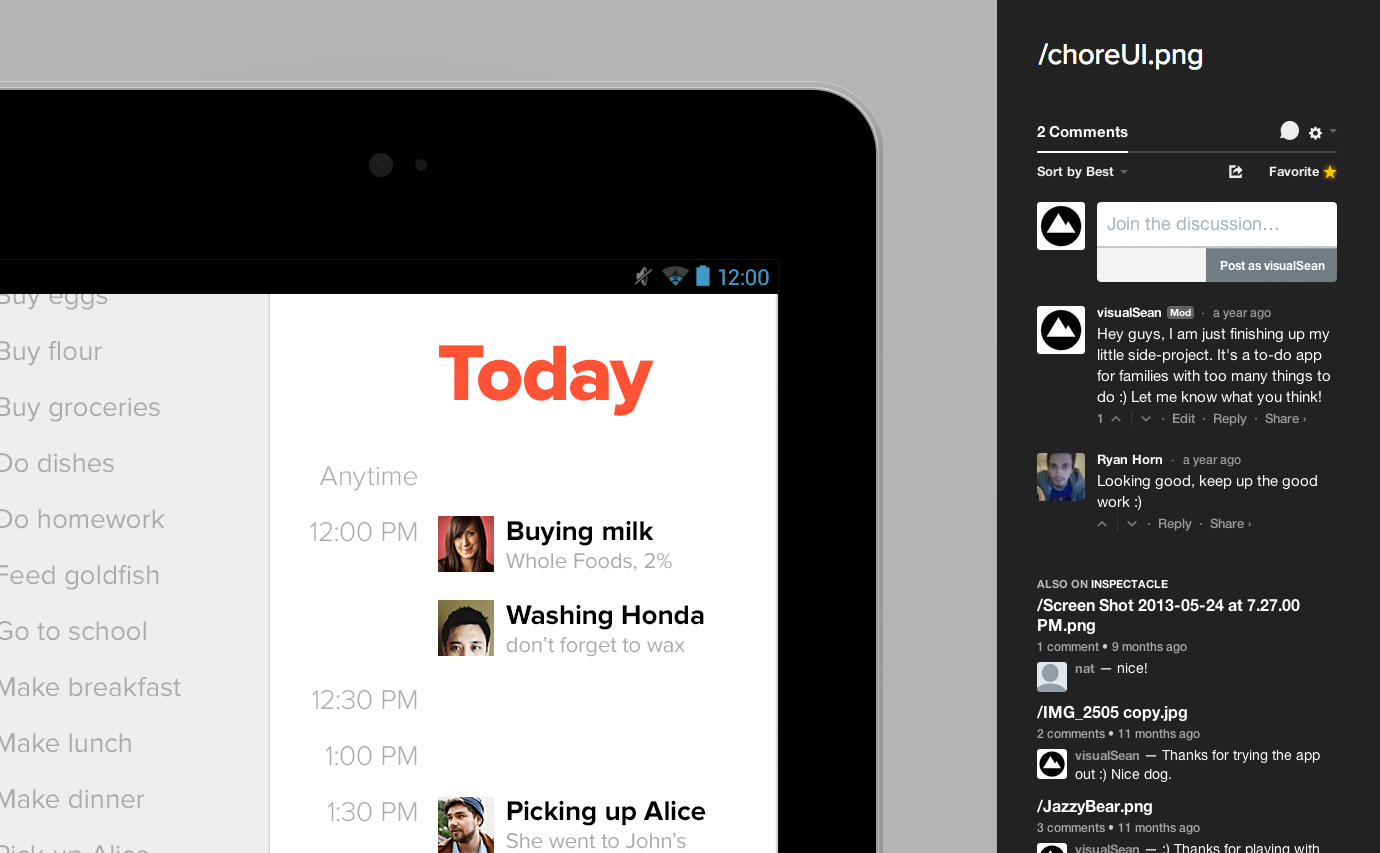 12:00
Buy eggs
Buy flour
Buy groceries
Do dishes
Do homework
Feed goldfish
Go to school
Make breakfast
Make lunch
Make dinner
Pick up Alice
Today
Anytime
12:00 PM
Buying milk
Whole Foods, 2%
Washing Honda
don't forget to wax
12:30 PM
1:00 PM
1:30 PM
Picking up Alice
She went to John's
/choreUI.png
2 Comments
Sort by Best
Favorite
Join the discussion…
Post as visualSean
visualSean Mod · a year ago
Hey guys, I am just finishing up my
little side-project. It's a to-do app
for families with too many things to
do :) Let me know what you think!
1 · Edit · Reply · Share ›
Ryan Horn · a year ago
Looking good, keep up the good
work :)
· Reply · Share ›
ALSO ON INSPECTACLE
/Screen Shot 2013-05-24 at 7.27.00
PM.png
1 comment • 9 months ago
nat — nice!
/IMG_2505 copy.jpg
2 comments • 11 months ago
visualSean — Thanks for trying the app
out :) Nice dog.
/JazzyBear.png
3 comments • 11 months ago
visualSean — :) Thanks for playing with